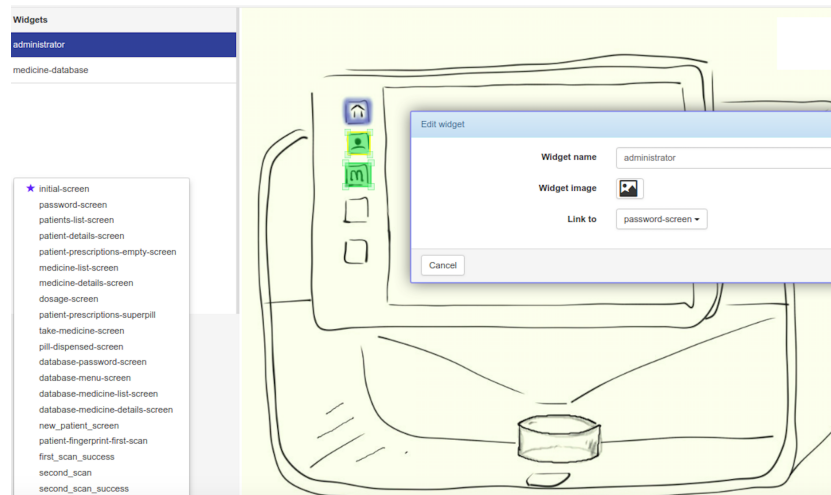 Widgets
administrator
medicine-database
initial-screen
password-screen
patients-list-screen
patient-details-screen
patient-prescriptions-empty-screen
medicine-list-screen
medicine-details-screen
dosage-screen
patient-prescriptions-superpill
take-medicine-screen
pill-dispensed-screen
database-password-screen
database-menu-screen
database-medicine-list-screen
database-medicine-details-screen
new_patient_screen
patient-fingerprint-first-scan
first_scan_success
second_scan
second_scan_success
m
Edit widget
Widget name administrator
Widget image
Link to password-screen
Cancel